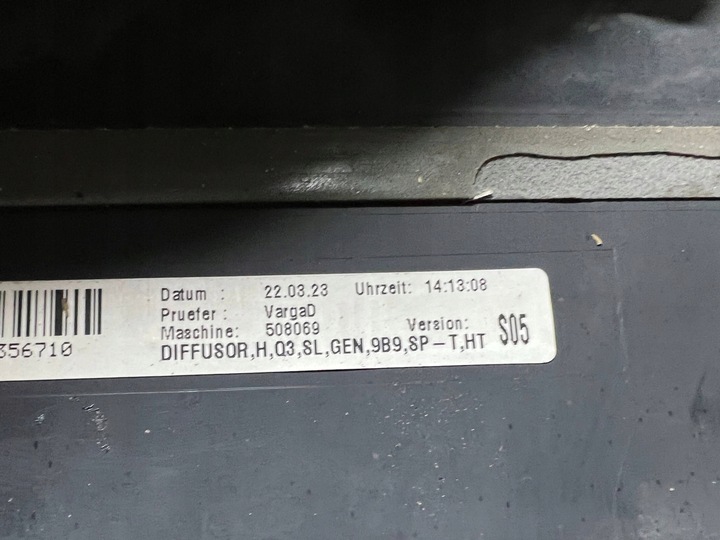 Datum : 22.03.23 Uhrzeit: 14:13:08
Pruefer : VargaD
Maschine: 508069 Version: S05
356710 DIFFUSOR,H,Q3,SL,GEN,9B9,SP-T,HT